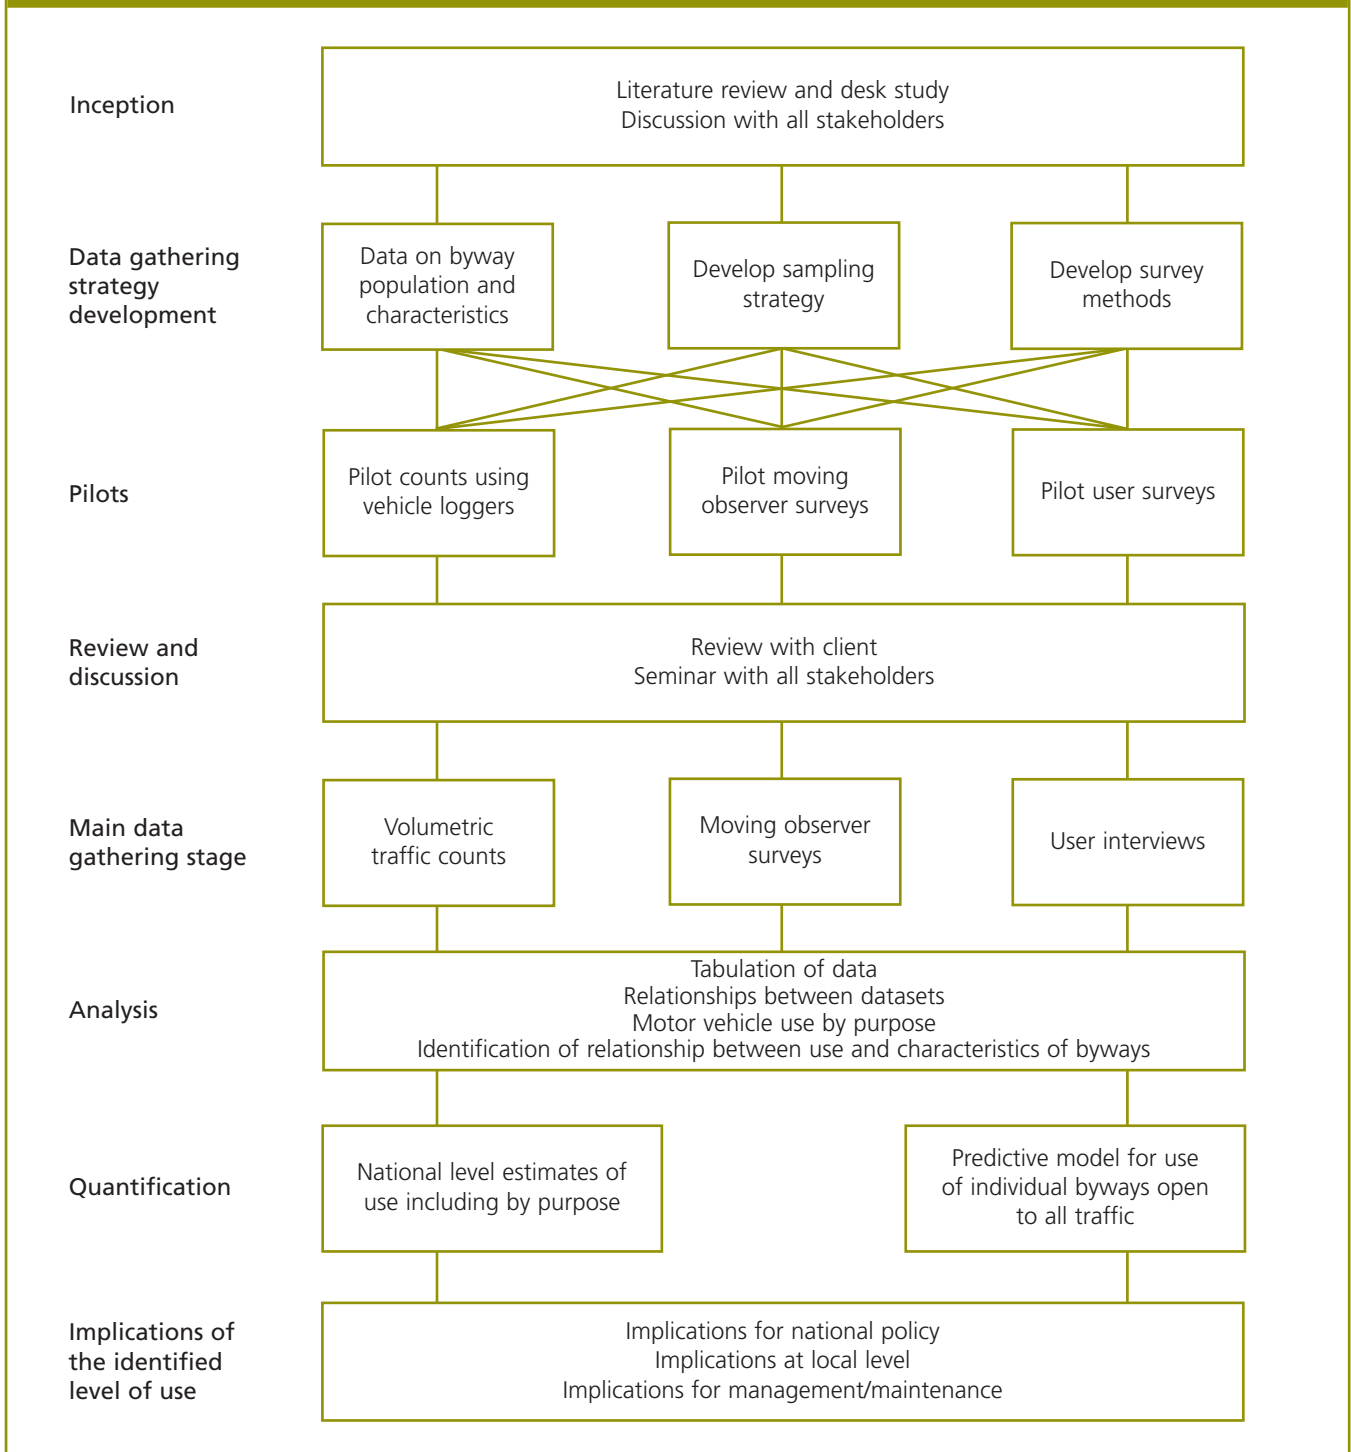 Inception
Literature review and desk study
Discussion with all stakeholders
Data gathering
strategy
development
Data on byway
population and
characteristics
Develop sampling
strategy
Develop survey
methods
Pilots
Pilot counts using
vehicle loggers
Pilot moving
observer surveys
Pilot user surveys
Review and
discussion
Review with client
Seminar with all stakeholders
Main data
gathering stage
Volumetric
traffic counts
Moving observer
surveys
User interviews
Analysis
Tabulation of data
Relationships between datasets
Motor vehicle use by purpose
Identification of relationship between use and characteristics of byways
Quantification
National level estimates of
use including by purpose
Predictive model for use
of individual byways open
to all traffic
Implications of
the identified
level of use
Implications for national policy
Implications at local level
Implications for management/maintenance